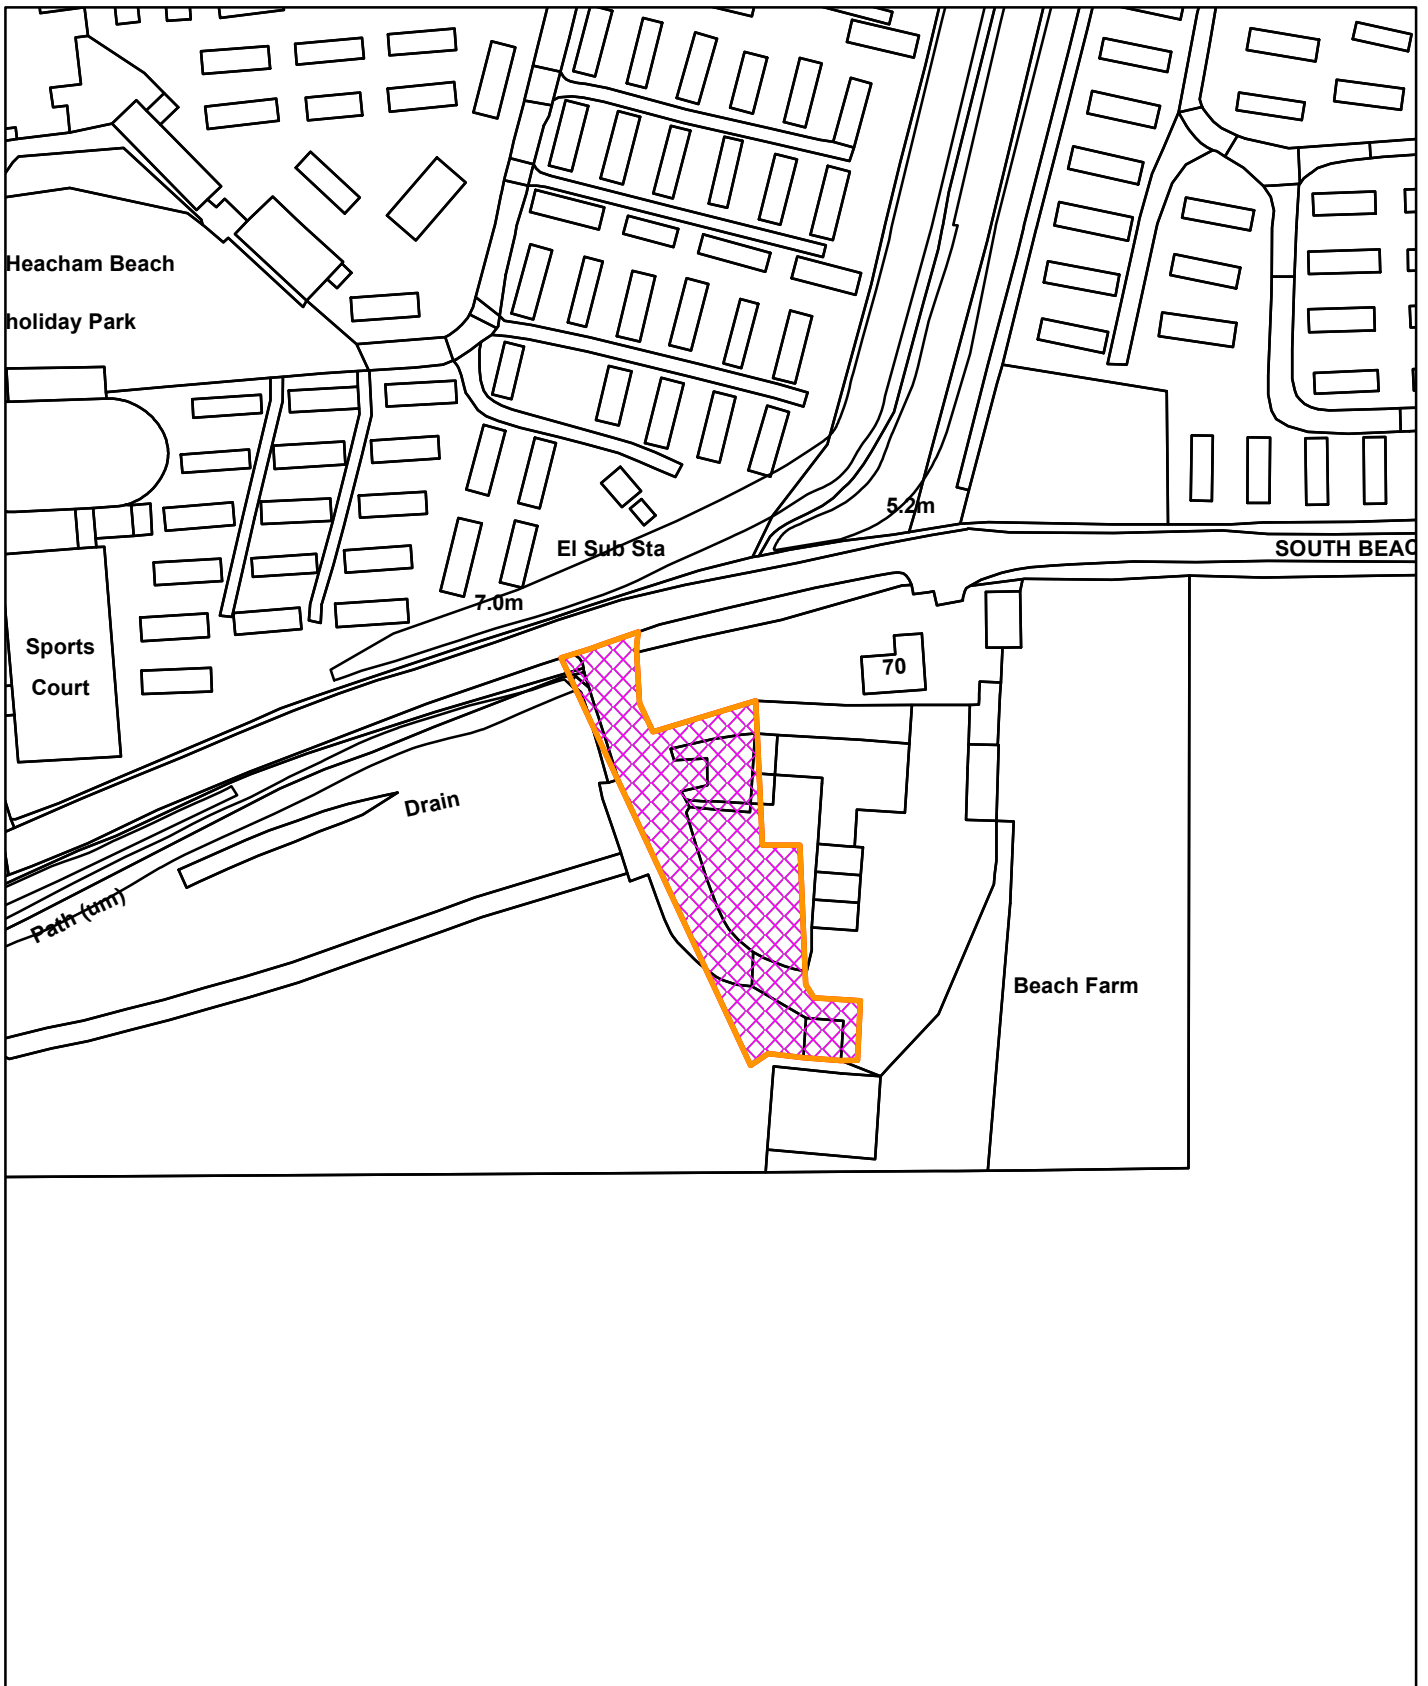 Heacham Beach
holiday Park
5.2m
El Sub Sta
SOUTH BEAC
7.0m
Sports
Court
70
Drain
Path (um)
Beach Farm